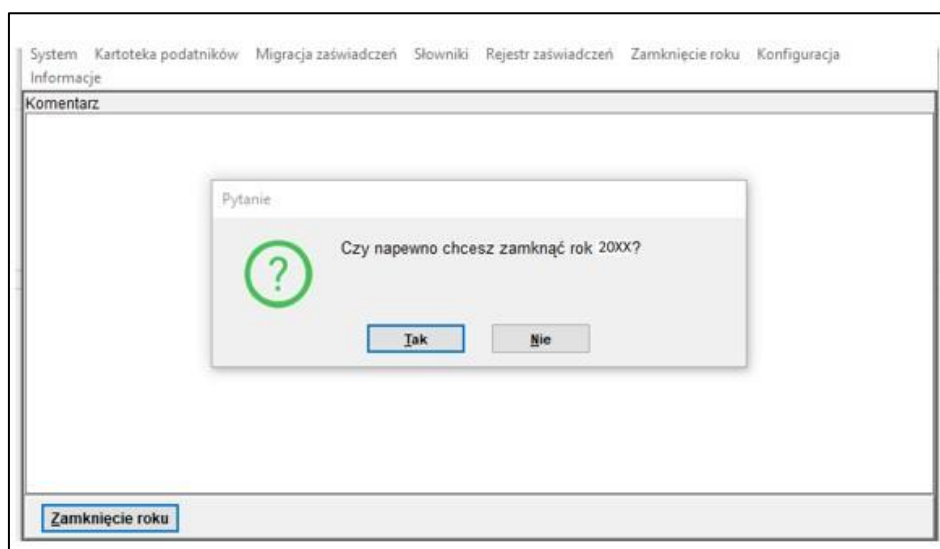 System Kartoteka podatników Migracja zaświadczeń Słowniki Rejestr zaświadczeń Zamknięcie roku Konfiguracja
Informacje
Komentarz
Pytanie
Czy napewno chcesz zamknąć rok 20XX?
Tak Nie
Zamknięcie roku